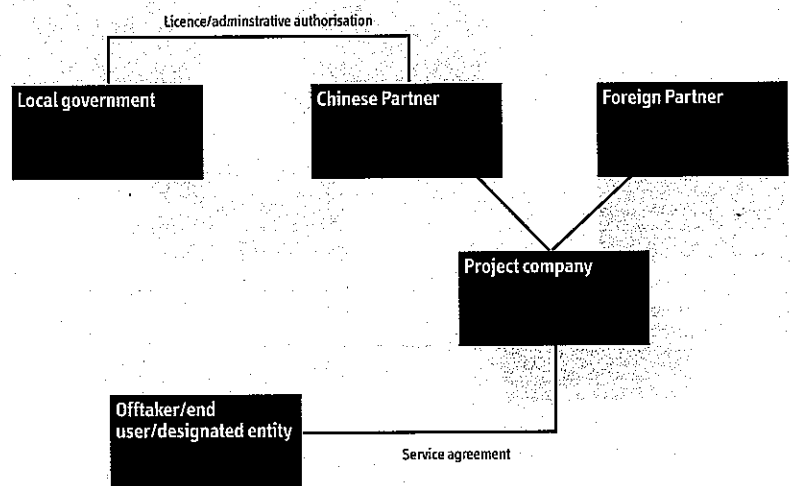 Licence/adminstrative authorisation
Local government
Chinese Partner
Foreign Partner
Project company
Offtaker/end
user/designated entity
Service agreement